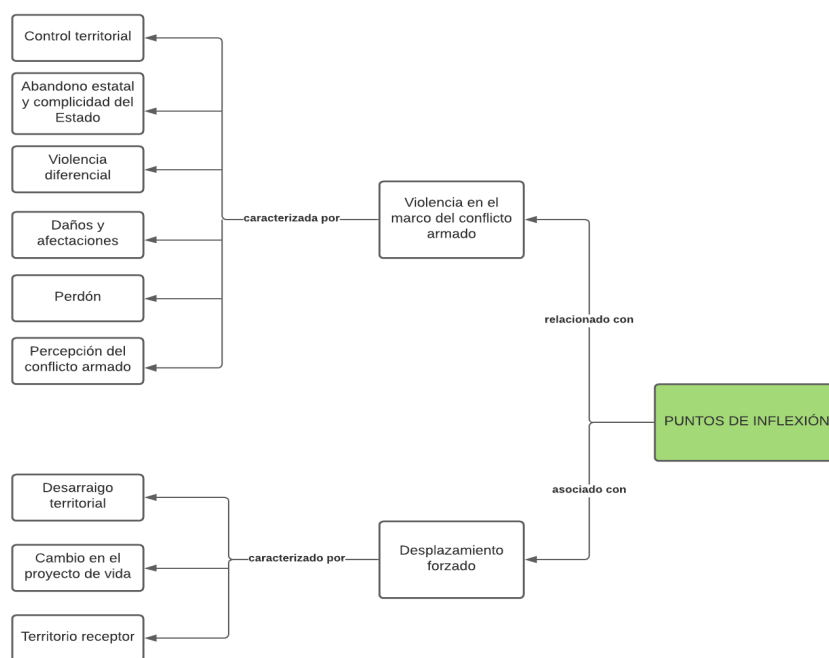 Control territorial
Abandono estatal
y complicidad del
Estado
Violencia
diferencial
Daños y
afectaciones
Perdón
Percepción del
conflicto armado
caracterizada por
Violencia en el
marco del conflicto
armado
relacionado con
PUNTOS DE INFLEXIÓN
asociado con
Desarraigo
territorial
Cambio en el
proyecto de vida
Territorio receptor
caracterizado por
Desplazamiento
forzado